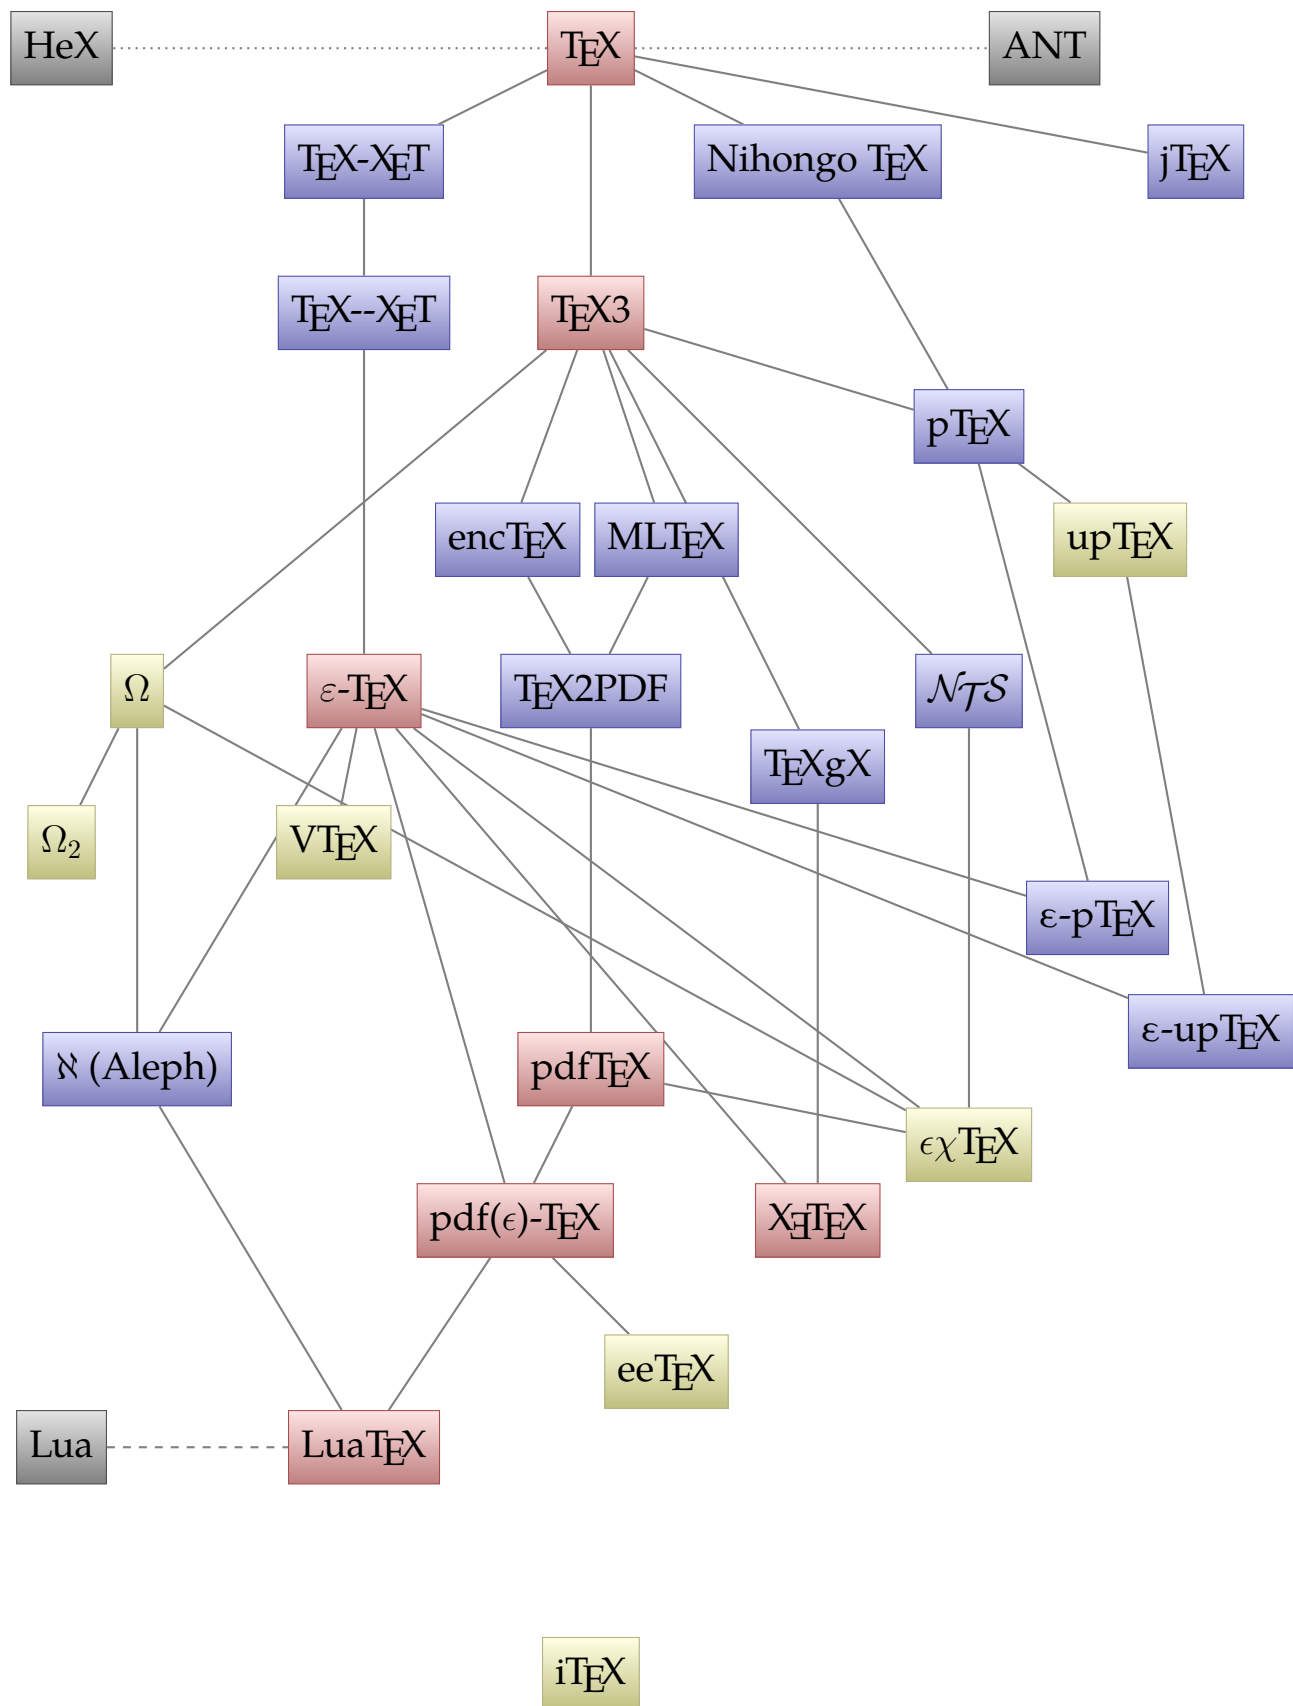 HeX
TEX
ANT
TEX-XET
Nihongo TEX
jTEX
TEX--XET
TEX3
pTEX
encTEX
MLTEX
upTEX
Ω
ε-TEX
TEX2PDF
NTS
TEXgX
Ω₂
VTEX
ε-pTEX
ε-upTEX
ℵ (Aleph)
pdfTEX
ϵχTEX
pdf(ϵ)-TEX
XƎTEX
eeTEX
Lua
LuaTEX
iTEX